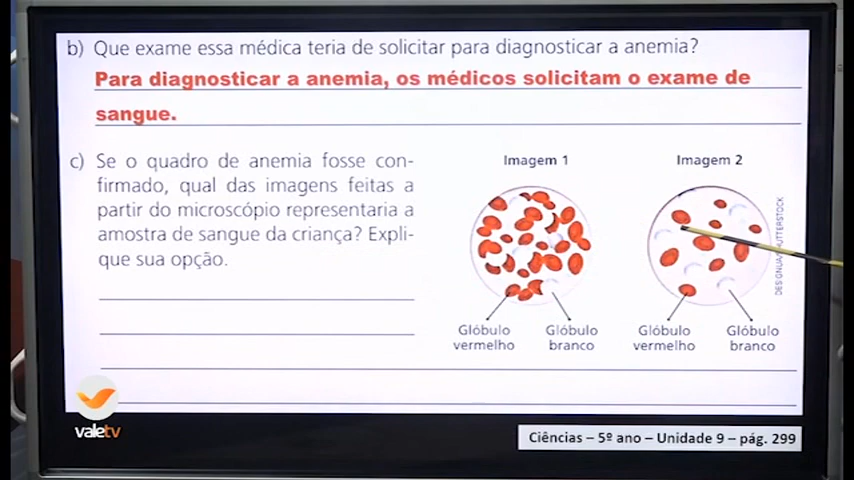 b) Que exame essa médica teria de solicitar para diagnosticar a anemia?
Para diagnosticar a anemia, os médicos solicitam o exame de
sangue.
c) Se o quadro de anemia fosse con-
firmado, qual das imagens feitas a
partir do microscópio representaria a
amostra de sangue da criança? Expli-
que sua opção.
Imagem 1
Imagem 2
Glóbulo
vermelho
Glóbulo
branco
Glóbulo
vermelho
Glóbulo
branco
valetv
Ciências – 5º ano – Unidade 9 – pág. 299